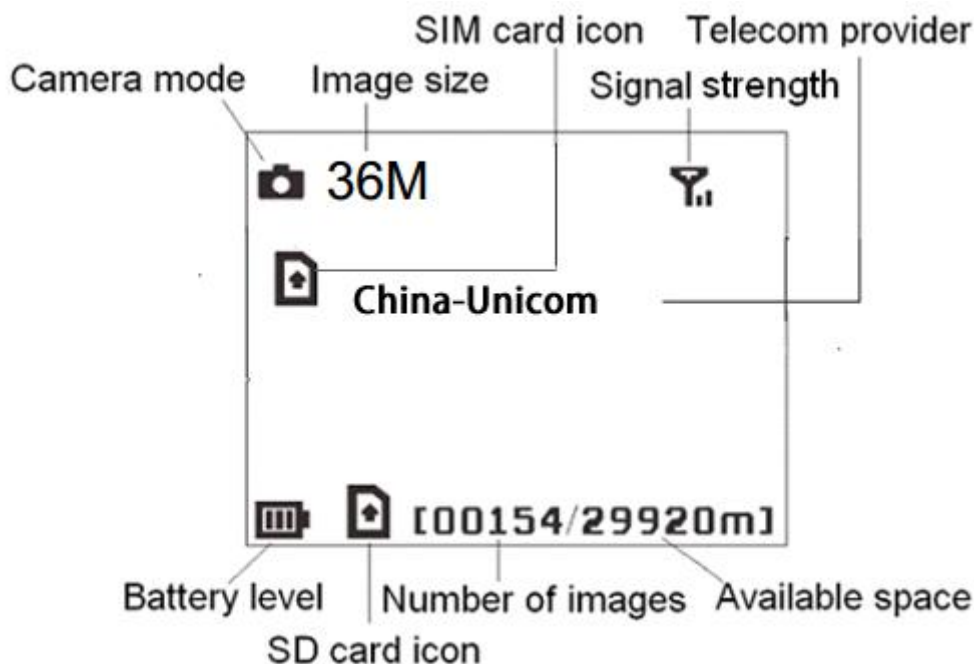 SIM card icon Telecom provider
Camera mode Image size Signal strength
36M
China-Unicom
[00154/29920m]
Battery level Number of images Available space
SD card icon